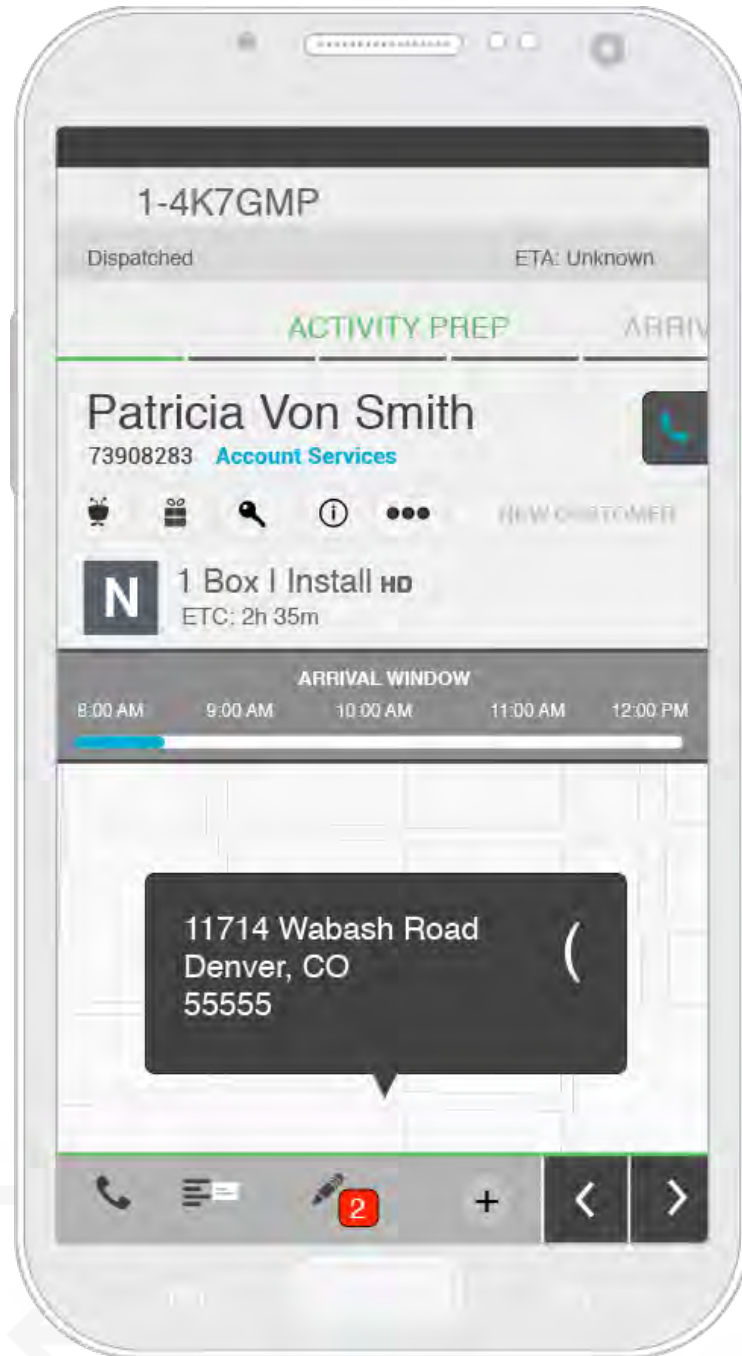 1-4K7GMP
Dispatched ETA: Unknown
ACTIVITY PREP ARRIV
Patricia Von Smith
73908283 Account Services
NEW CUSTOMER
N 1 Box | Install HD
ETC: 2h 35m
ARRIVAL WINDOW
8:00 AM 9:00 AM 10:00 AM 11:00 AM 12:00 PM
11714 Wabash Road
Denver, CO
55555
2